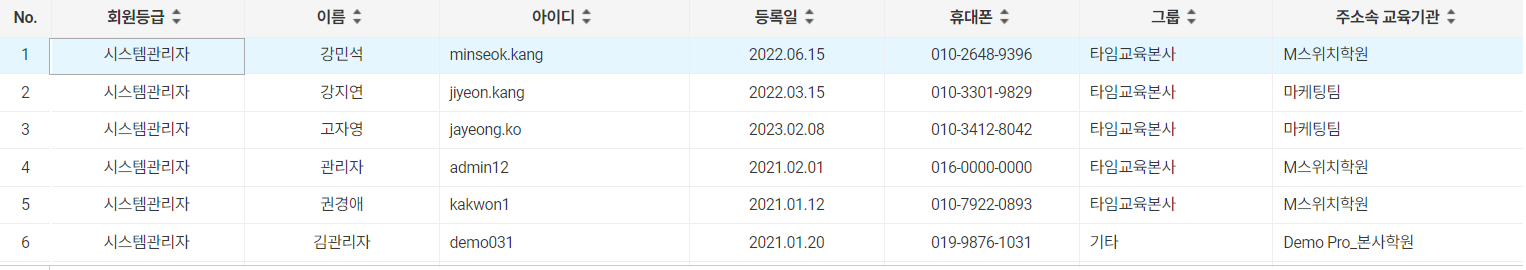 No. 회원등급 이름 아이디 등록일 휴대폰 그룹 주소속 교육기관
1 시스템관리자 강민석 minseok.kang 2022.06.15 010-2648-9396 타임교육본사 M스위치학원
2 시스템관리자 강지연 jiyeon.kang 2022.03.15 010-3301-9829 타임교육본사 마케팅팀
3 시스템관리자 고자영 jayeong.ko 2023.02.08 010-3412-8042 타임교육본사 마케팅팀
4 시스템관리자 관리자 admin12 2021.02.01 016-0000-0000 타임교육본사 M스위치학원
5 시스템관리자 권경애 kakwon1 2021.01.12 010-7922-0893 타임교육본사 M스위치학원
6 시스템관리자 김관리자 demo031 2021.01.20 019-9876-1031 기타 Demo Pro_본사학원